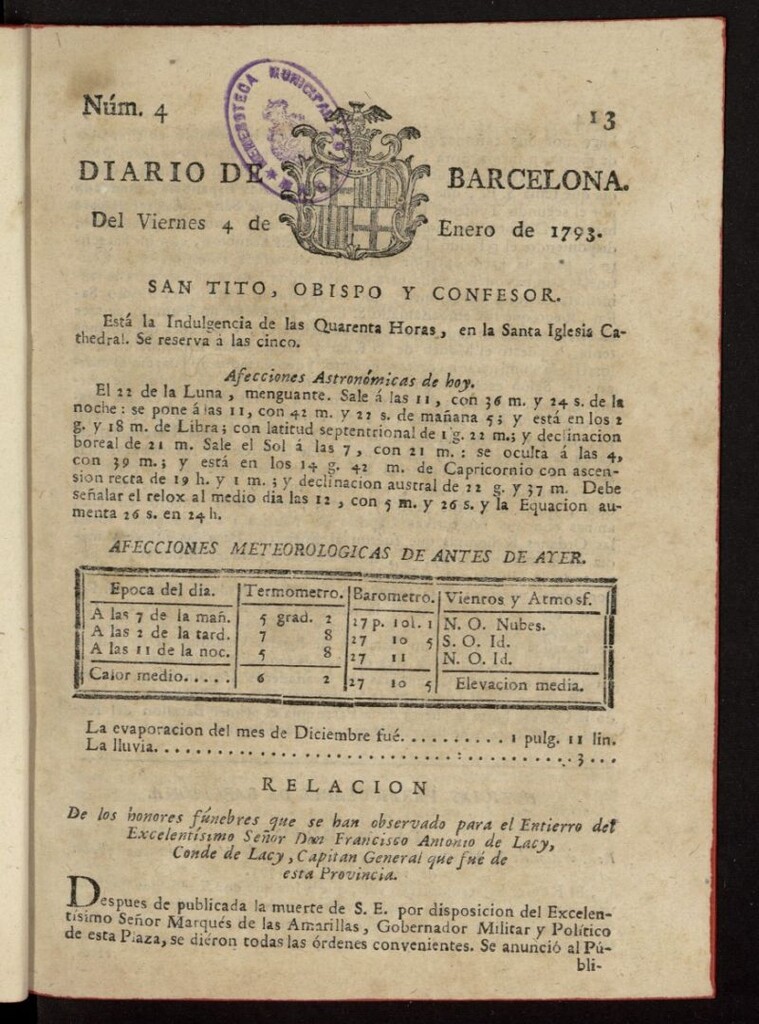 Núm. 4
13
HEMEROTECA MUNICIPAL
DIARIO DE BARCELONA.
Del Viernes 4 de Enero de 1793.
SAN TITO, OBISPO Y CONFESOR.
Está la Indulgencia de las Quarenta Horas, en la Santa Iglesia Ca-
thedral. Se reserva á las cinco.
Afecciones Astronómicas de hoy.
El 22 de la Luna, menguante. Sale á las 11, con 36 m. y 24 s. de la
noche: se pone á las 11, con 42 m. y 22 s. de mañana 5; y está en los 2
g. y 18 m. de Libra; con latitud septentrional de 1 g. 22 m.; y declinacion
boreal de 21 m. Sale el Sol á las 7, con 21 m.: se oculta á las 4,
con 39 m.; y está en los 14 g. 42 m. de Capricornio con ascen-
sion recta de 19 h. y 1 m.; y declinacion austral de 22 g. y 37 m. Debe
señalar el relox al medio dia las 12, con 5 m. y 26 s. y la Equacion au-
menta 26 s. en 24 h.
AFECCIONES METEOROLOGICAS DE ANTES DE AYER.
Epoca del dia. Termometro. Barometro. Vientos y Atmosf.
A las 7 de la mañ. 5 grad. 2 27 p. 10l. 1 N. O. Nubes.
A las 2 de la tard. 7 8 27 10 5 S. O. Id.
A las 11 de la noc. 5 8 27 11 N. O. Id.
Calor medio..... 6 2 27 10 5 Elevacion media.
La evaporacion del mes de Diciembre fué.......... 1 pulg. 11 lin.
La lluvia.................................:..........3...
RELACION
De los honores fúnebres que se han observado para el Entierro del
Excelentísimo Señor Don Francisco Antonio de Lacy,
Conde de Lacy, Capitan General que fué de
esta Provincia.
Despues de publicada la muerte de S. E. por disposicion del Excelen-
tísimo Señor Marqués de las Amarillas, Gobernador Militar y Político
de esta Plaza, se diéron todas las órdenes convenientes. Se anunció al Pú-
bli-